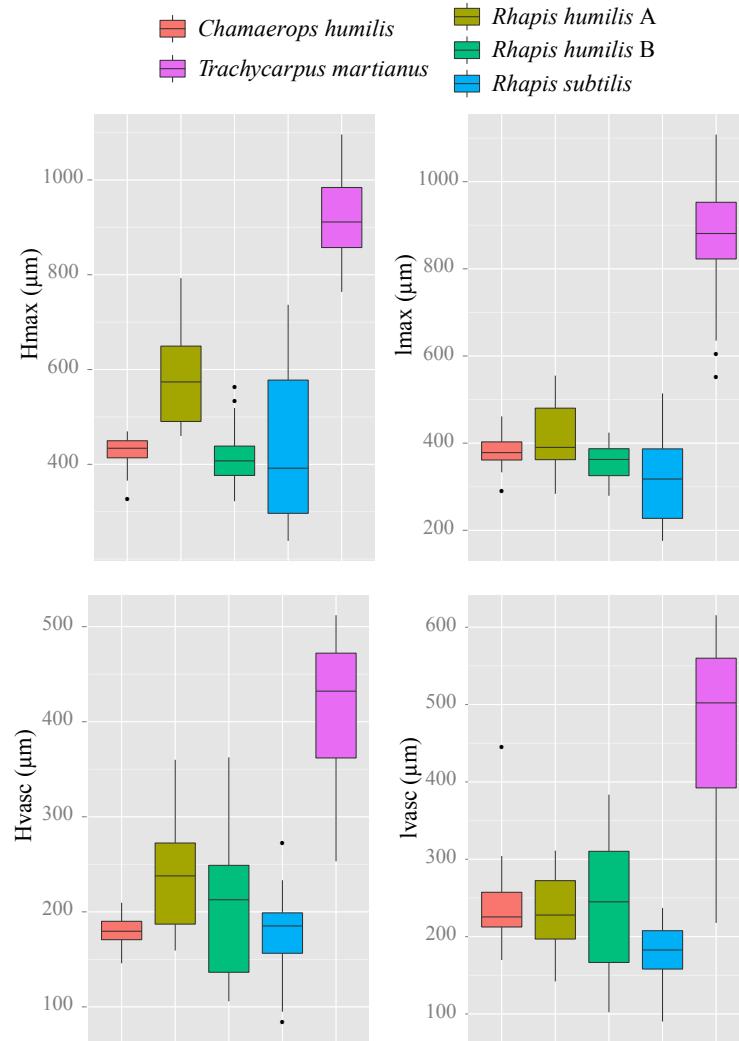 Chamaerops humilis
Trachycarpus martianus
Rhapis humilis A
Rhapis humilis B
Rhapis subtilis
Hmax (µm)
1000
800
600
400
lmax (µm)
1000
800
600
400
200
Hvasc (µm)
500
400
300
200
100
lvasc (µm)
600
500
400
300
200
100